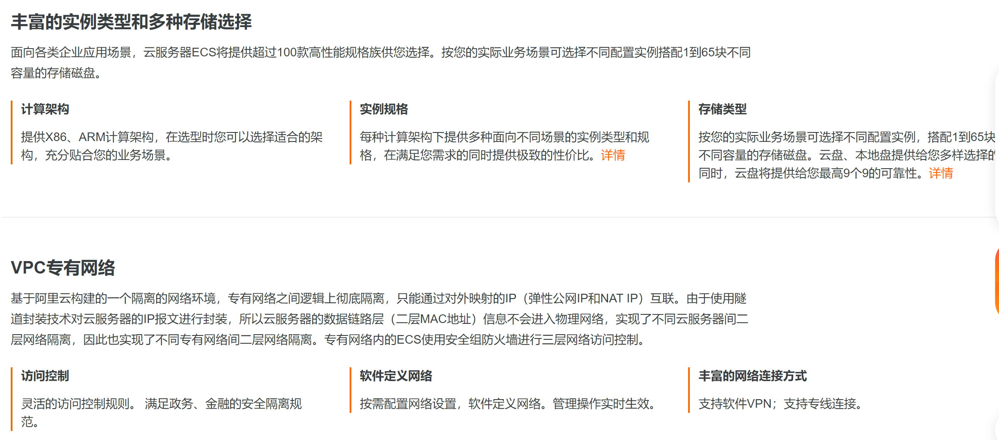 丰富的实例类型和多种存储选择
面向各类企业应用场景，云服务器ECS将提供超过100款高性能规格族供您选择。按您的实际业务场景可选择不同配置实例搭配1到65块不同
容量的存储磁盘。
计算架构
提供X86、ARM计算架构，在选型时您可以选择适合的架
构，充分贴合您的业务场景。
实例规格
每种计算架构下提供多种面向不同场景的实例类型和规
格，在满足您需求的同时提供极致的性价比。详情
存储类型
按您的实际业务场景可选择不同配置实例，搭配1到65块
不同容量的存储磁盘。云盘、本地盘提供给您多样选择的
同时，云盘将提供给您最高9个9的可靠性。详情
VPC专有网络
基于阿里云构建的一个隔离的网络环境，专有网络之间逻辑上彻底隔离，只能通过对外映射的IP（弹性公网IP和NAT IP）互联。由于使用隧
道封装技术对云服务器的IP报文进行封装，所以云服务器的数据链路层（二层MAC地址）信息不会进入物理网络，实现了不同云服务器间二
层网络隔离，因此也实现了不同专有网络间二层网络隔离。专有网络内的ECS使用安全组防火墙进行三层网络访问控制。
访问控制
灵活的访问控制规则。 满足政务、金融的安全隔离规
范。
软件定义网络
按需配置网络设置，软件定义网络。管理操作实时生效。
丰富的网络连接方式
支持软件VPN；支持专线连接。